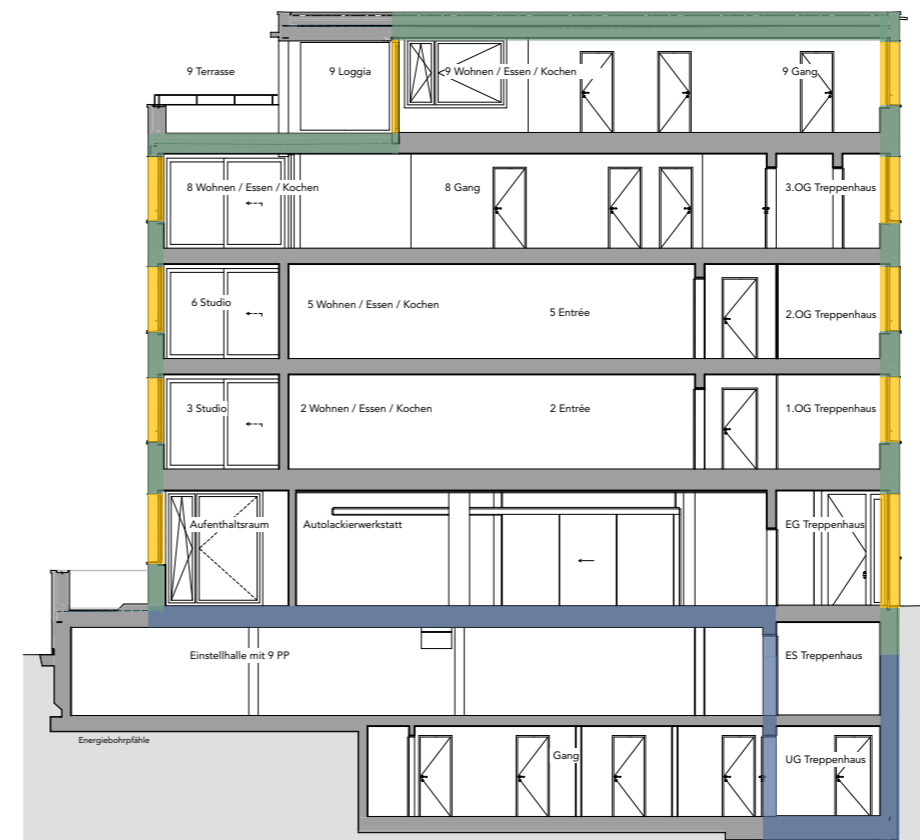 9 Terrasse
9 Loggia
9 Wohnen / Essen / Kochen
9 Gang
8 Wohnen / Essen / Kochen
8 Gang
3.OG Treppenhaus
6 Studio
5 Wohnen / Essen / Kochen
5 Entrée
2.OG Treppenhaus
3 Studio
2 Wohnen / Essen / Kochen
2 Entrée
1.OG Treppenhaus
Aufenthaltsraum
Autolackierwerkstatt
EG Treppenhaus
Einstellhalle mit 9 PP
ES Treppenhaus
Energiebohrpfähle
Gang
UG Treppenhaus